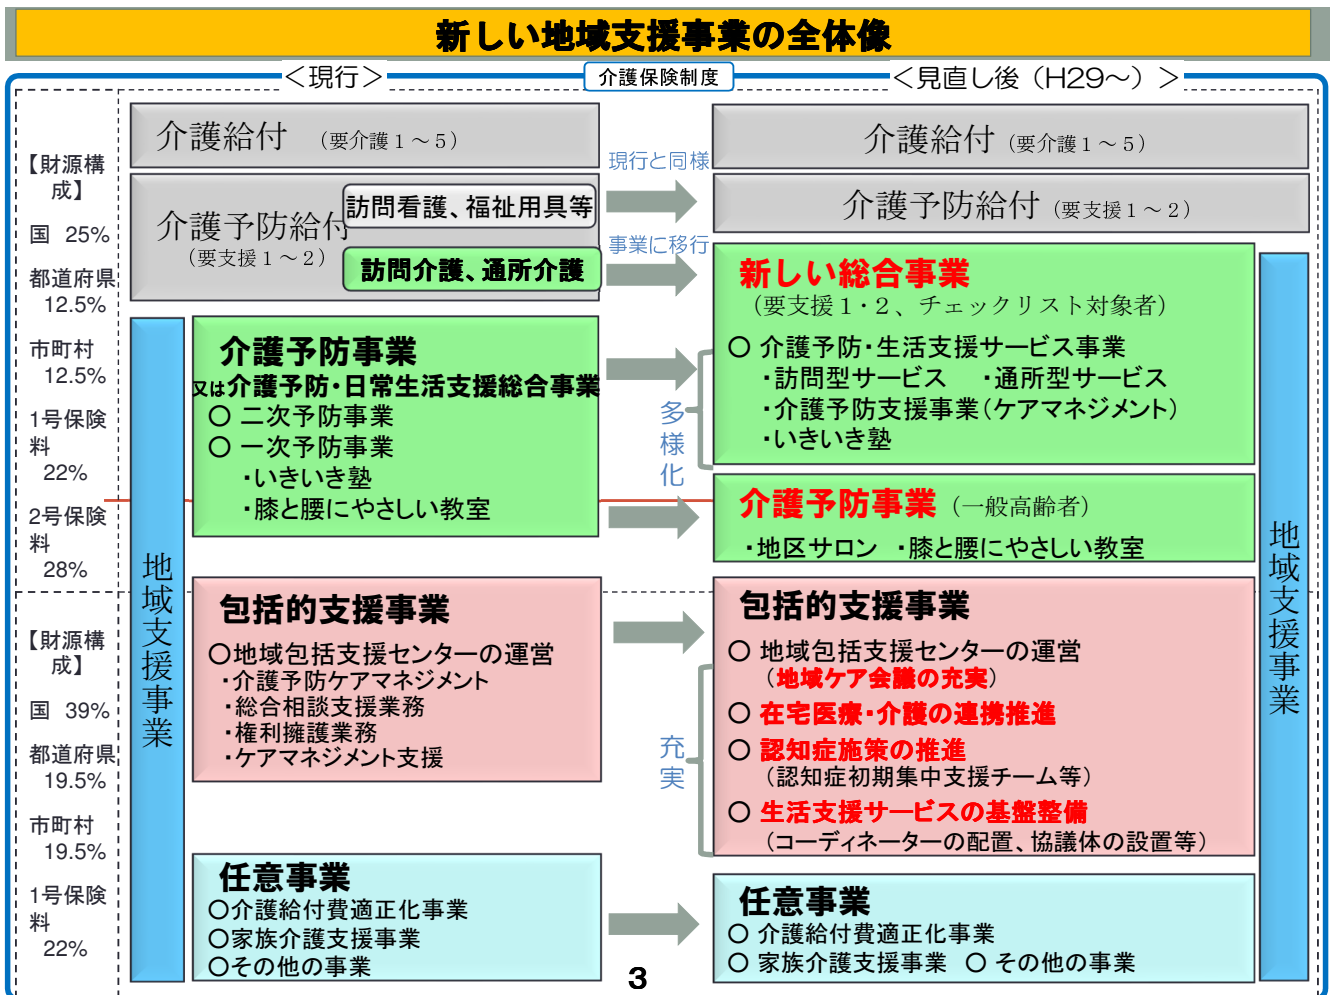 新しい地域支援事業の全体像
＜現行＞
介護保険制度
＜見直し後（H29～）＞
【財源構
成】
国 25%
都道府県
12.5%
市町村
12.5%
1号保険
料
22%
2号保険
料
28%
【財源構
成】
国 39%
都道府県
19.5%
市町村
19.5%
1号保険
料
22%
介護給付 （要介護１～５）
介護予防給付
（要支援１～２）
訪問看護、福祉用具等
訪問介護、通所介護
地域支援事業
介護予防事業
又は介護予防・日常生活支援総合事業
〇 二次予防事業
〇 一次予防事業
・いきいき塾
・膝と腰にやさしい教室
包括的支援事業
〇地域包括支援センターの運営
・介護予防ケアマネジメント
・総合相談支援業務
・権利擁護業務
・ケアマネジメント支援
任意事業
〇介護給付費適正化事業
〇家族介護支援事業
〇その他の事業
現行と同様
事業に移行
多様化
充実
介護給付（要介護１～５）
介護予防給付（要支援１～２）
新しい総合事業
（要支援１・２、チェックリスト対象者）
〇 介護予防・生活支援サービス事業
・訪問型サービス ・通所型サービス
・介護予防支援事業（ケアマネジメント）
・いきいき塾
介護予防事業（一般高齢者）
・地区サロン ・膝と腰にやさしい教室
包括的支援事業
〇 地域包括支援センターの運営
（地域ケア会議の充実）
〇 在宅医療・介護の連携推進
〇 認知症施策の推進
（認知症初期集中支援チーム等）
〇 生活支援サービスの基盤整備
（コーディネーターの配置、協議体の設置等）
任意事業
〇 介護給付費適正化事業
〇 家族介護支援事業 〇 その他の事業
地域支援事業
3